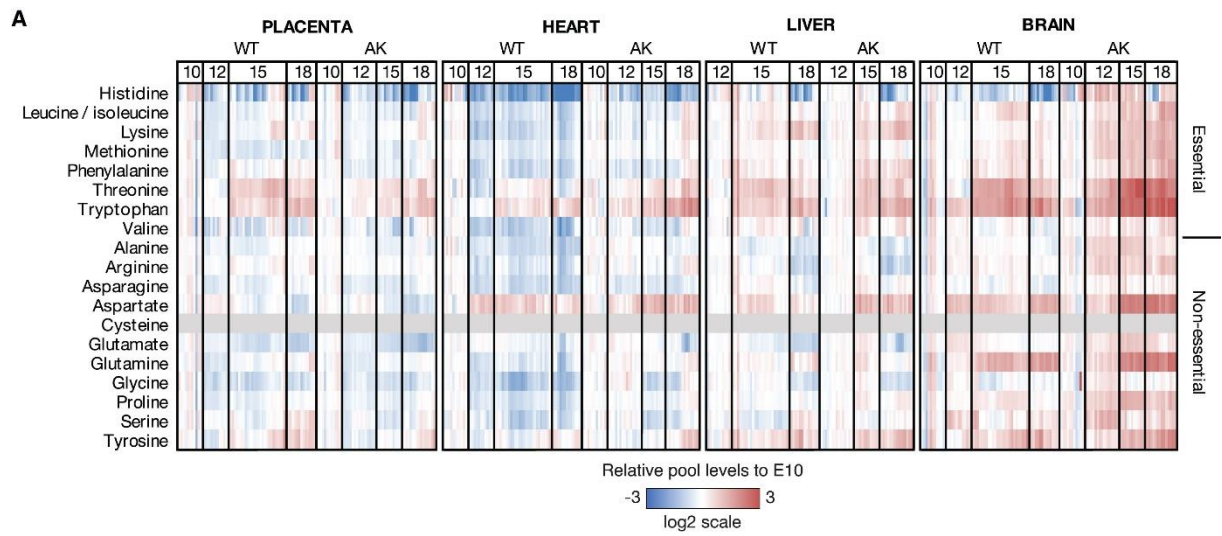 A
PLACENTA HEART LIVER BRAIN
WT AK WT AK WT AK WT AK
10 12 15 18 10 12 15 18 10 12 15 18 10 12 15 18 12 15 18 12 15 18 10 12 15 18 10 12 15 18
Histidine
Leucine / isoleucine
Lysine
Methionine
Phenylalanine
Threonine
Tryptophan
Valine
Alanine
Arginine
Asparagine
Aspartate
Cysteine
Glutamate
Glutamine
Glycine
Proline
Serine
Tyrosine
Essential
Non-essential
Relative pool levels to E10
-3 3
log2 scale